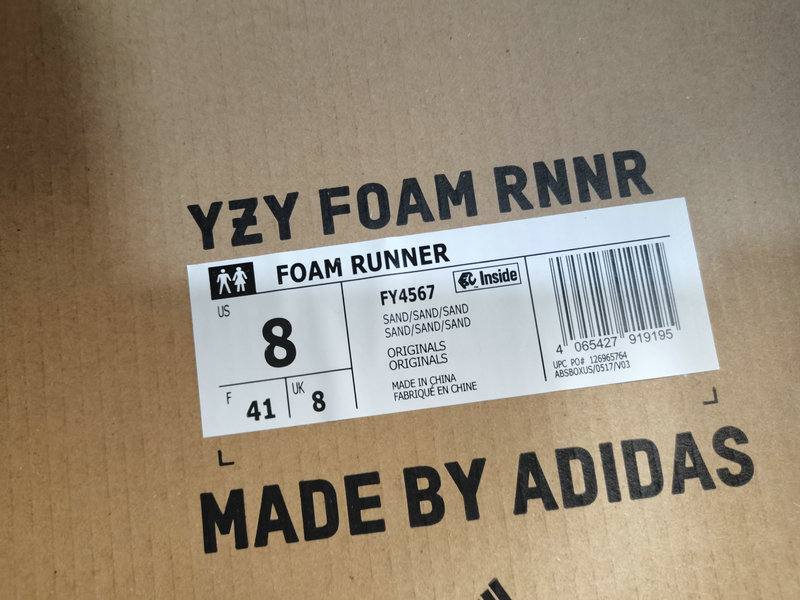 YZY FOAM RNNR
FOAM RUNNER
US
8
F
41
UK
8
FY4567
Inside
SAND/SAND/SAND
SAND/SAND/SAND
ORIGINALS
ORIGINALS
MADE IN CHINA
FABRIQUÉ EN CHINE
4 065427 919195
UPC PO# 126965764
ABSBOXUS/0517/V03
MADE BY ADIDAS